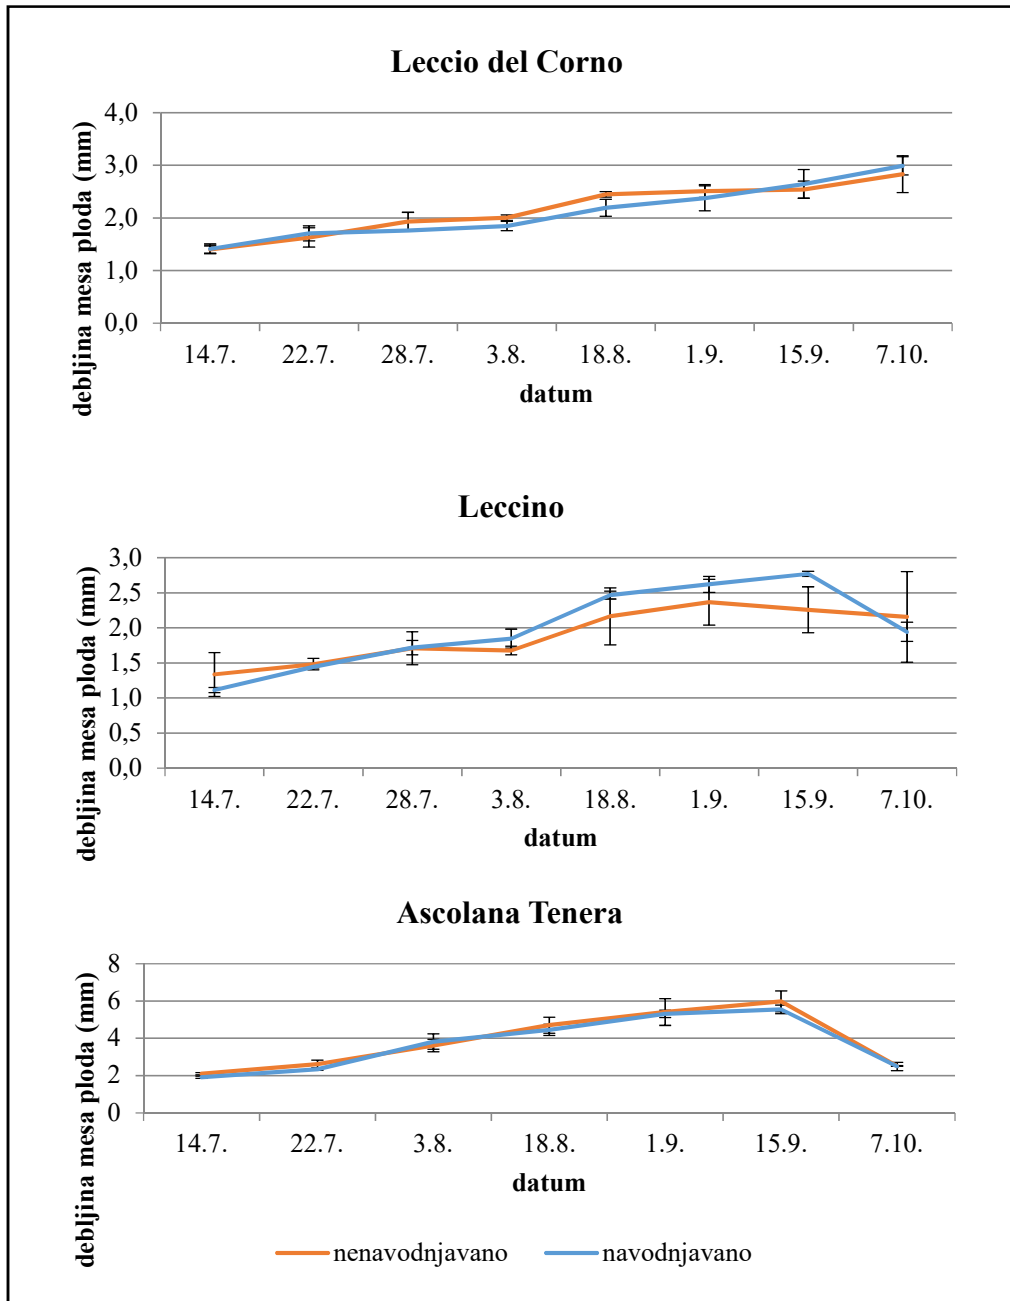 Leccio del Corno
debljina mesa ploda (mm)
4,0
3,0
2,0
1,0
0,0
14.7. 22.7. 28.7. 3.8. 18.8. 1.9. 15.9. 7.10.
datum
Leccino
debljina mesa ploda (mm)
3,0
2,5
2,0
1,5
1,0
0,5
0,0
14.7. 22.7. 28.7. 3.8. 18.8. 1.9. 15.9. 7.10.
datum
Ascolana Tenera
debljina mesa ploda (mm)
8
6
4
2
0
14.7. 22.7. 3.8. 18.8. 1.9. 15.9. 7.10.
datum
nenavodnjavano navodnjavano